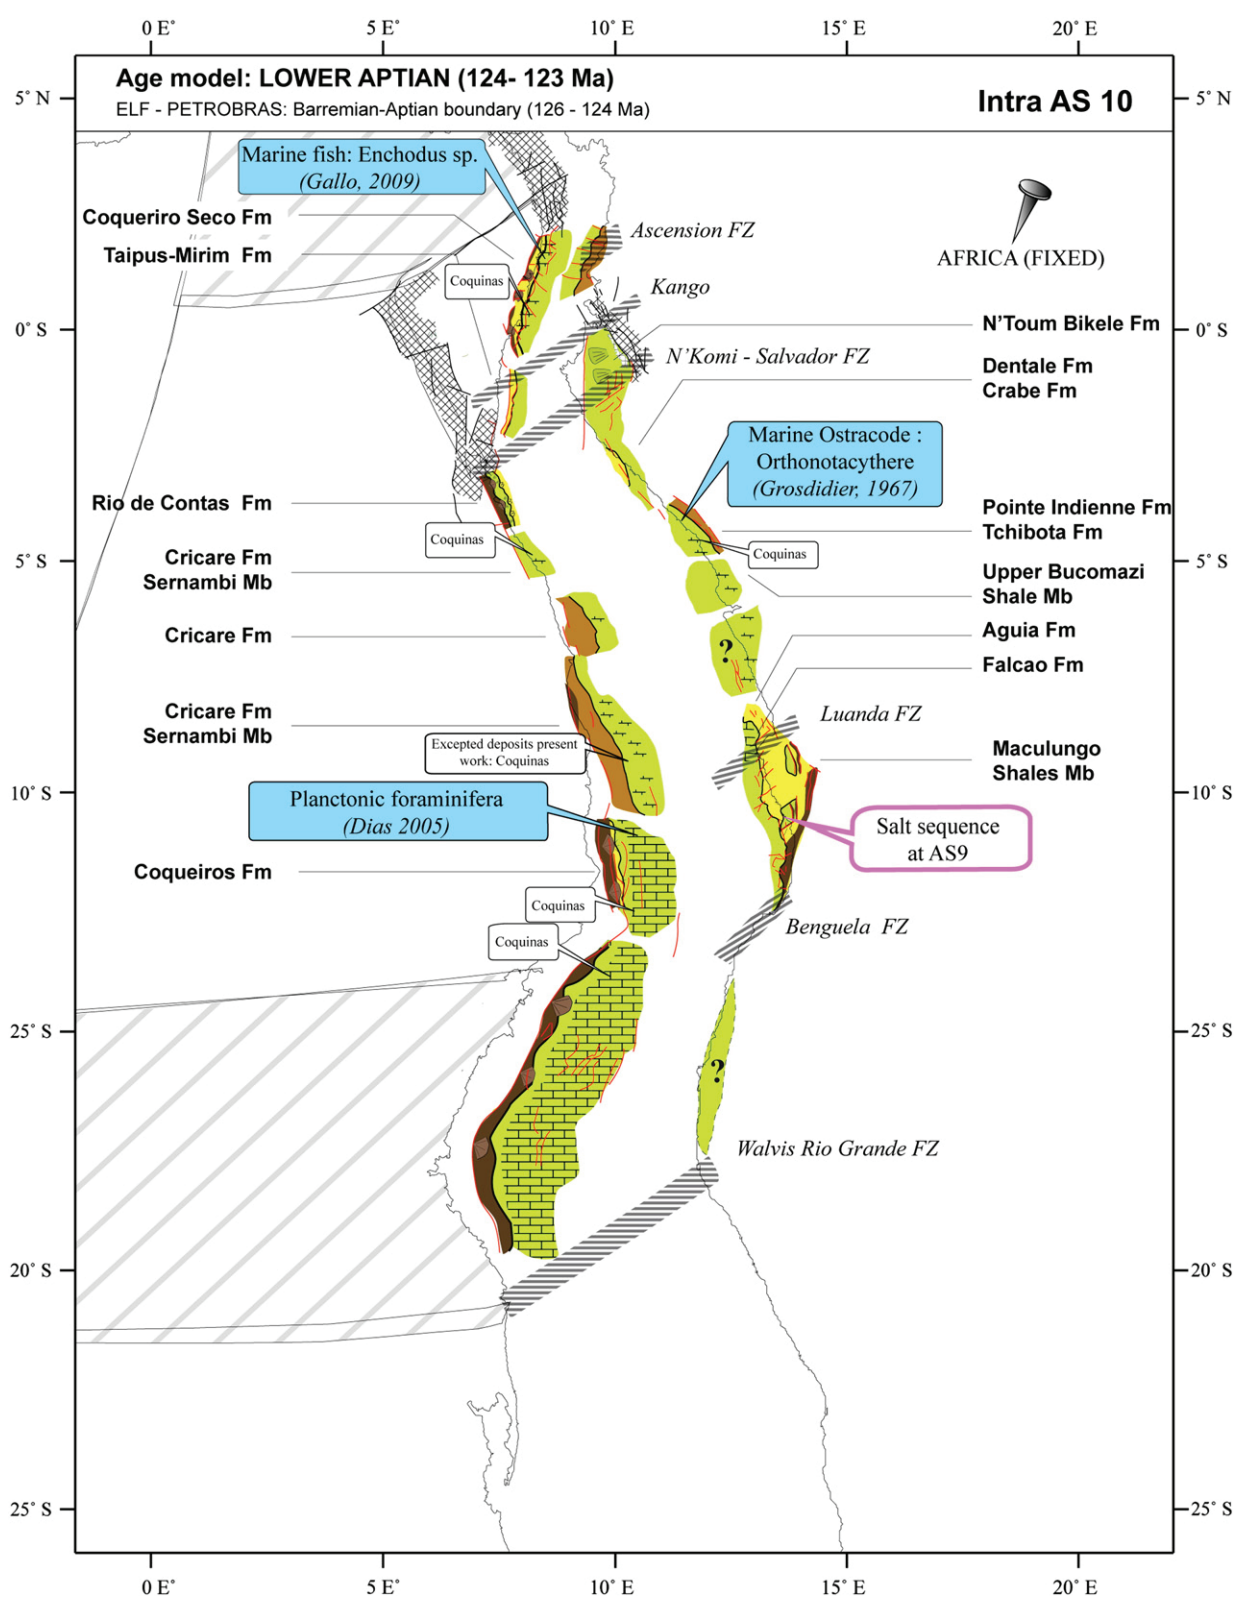 0 E°
5 E°
10° E
15° E
20° E
Age model: LOWER APTIAN (124- 123 Ma)
ELF - PETROBRAS: Barremian-Aptian boundary (126 - 124 Ma)
Intra AS 10
5° N
5° N
Marine fish: Enchodus sp.
(Gallo, 2009)
Coqueriro Seco Fm
Taipus-Mirim Fm
Coquinas
Ascension FZ
AFRICA (FIXED)
Kango
0° S
0° S
N'Toum Bikele Fm
N'Komi - Salvador FZ
Dentale Fm
Crabe Fm
Marine Ostracode :
Orthonotacythere
(Grosdidier, 1967)
Rio de Contas Fm
Pointe Indienne Fm
Tchibota Fm
Coquinas
Coquinas
5° S
5° S
Cricare Fm
Sernambi Mb
Upper Bucomazi
Shale Mb
Cricare Fm
Aguia Fm
?
Falcao Fm
Cricare Fm
Sernambi Mb
Luanda FZ
Excepted deposits present
work: Coquinas
Maculungo
Shales Mb
10° S
10° S
Planctonic foraminifera
(Dias 2005)
Salt sequence
at AS9
Coqueiros Fm
Coquinas
Coquinas
Benguela FZ
25° S
25° S
?
Walvis Rio Grande FZ
20° S
20° S
25° S
25° S
0 E°
5 E°
10° E
15° E
20° E